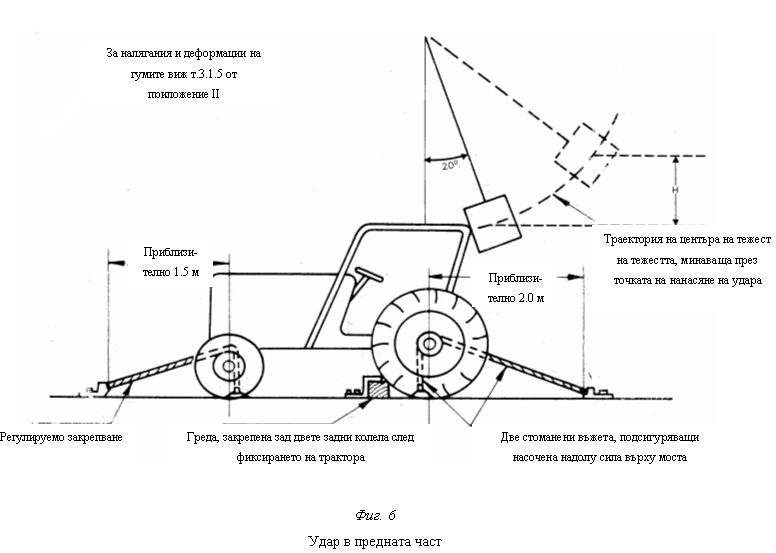 За налягания и деформации на
гумите виж т.3.1.5 от
приложение II
20°
H
Траектория на центъра на тежест
на тежестта, минаваща през
точката на нанасяне на удара
Приблизи-
телно 1.5 м
Приблизи-
телно 2.0 м
Регулируемо закрепване
Греда, закрепена зад двете задни колела след
фиксирането на трактора
Две стоманени въжета, подсигуряващи
насочена надолу сила върху моста
Фиг. 6
Удар в предната част